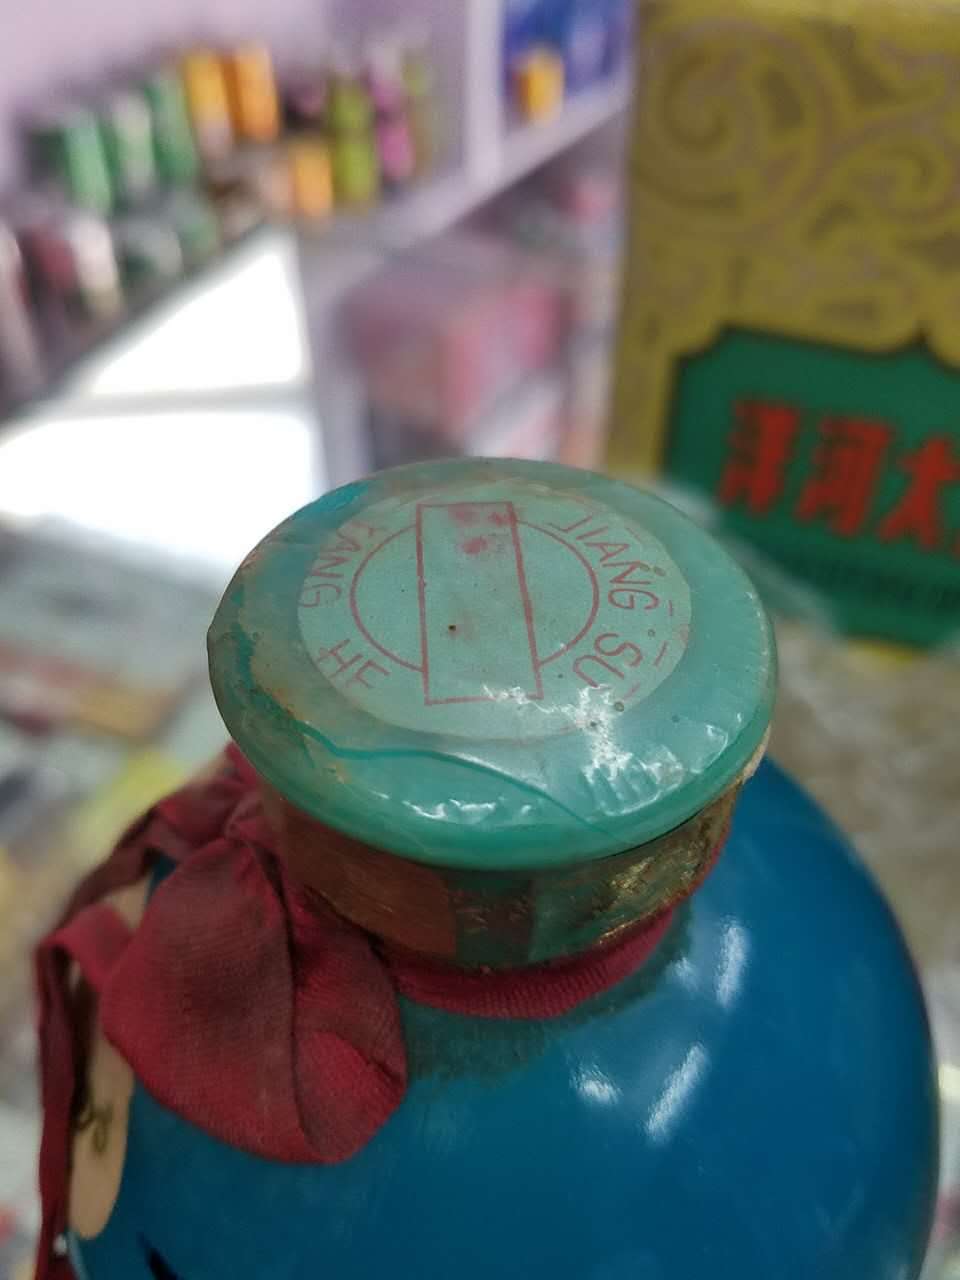 JIANG SU
YANG HE
洋河大